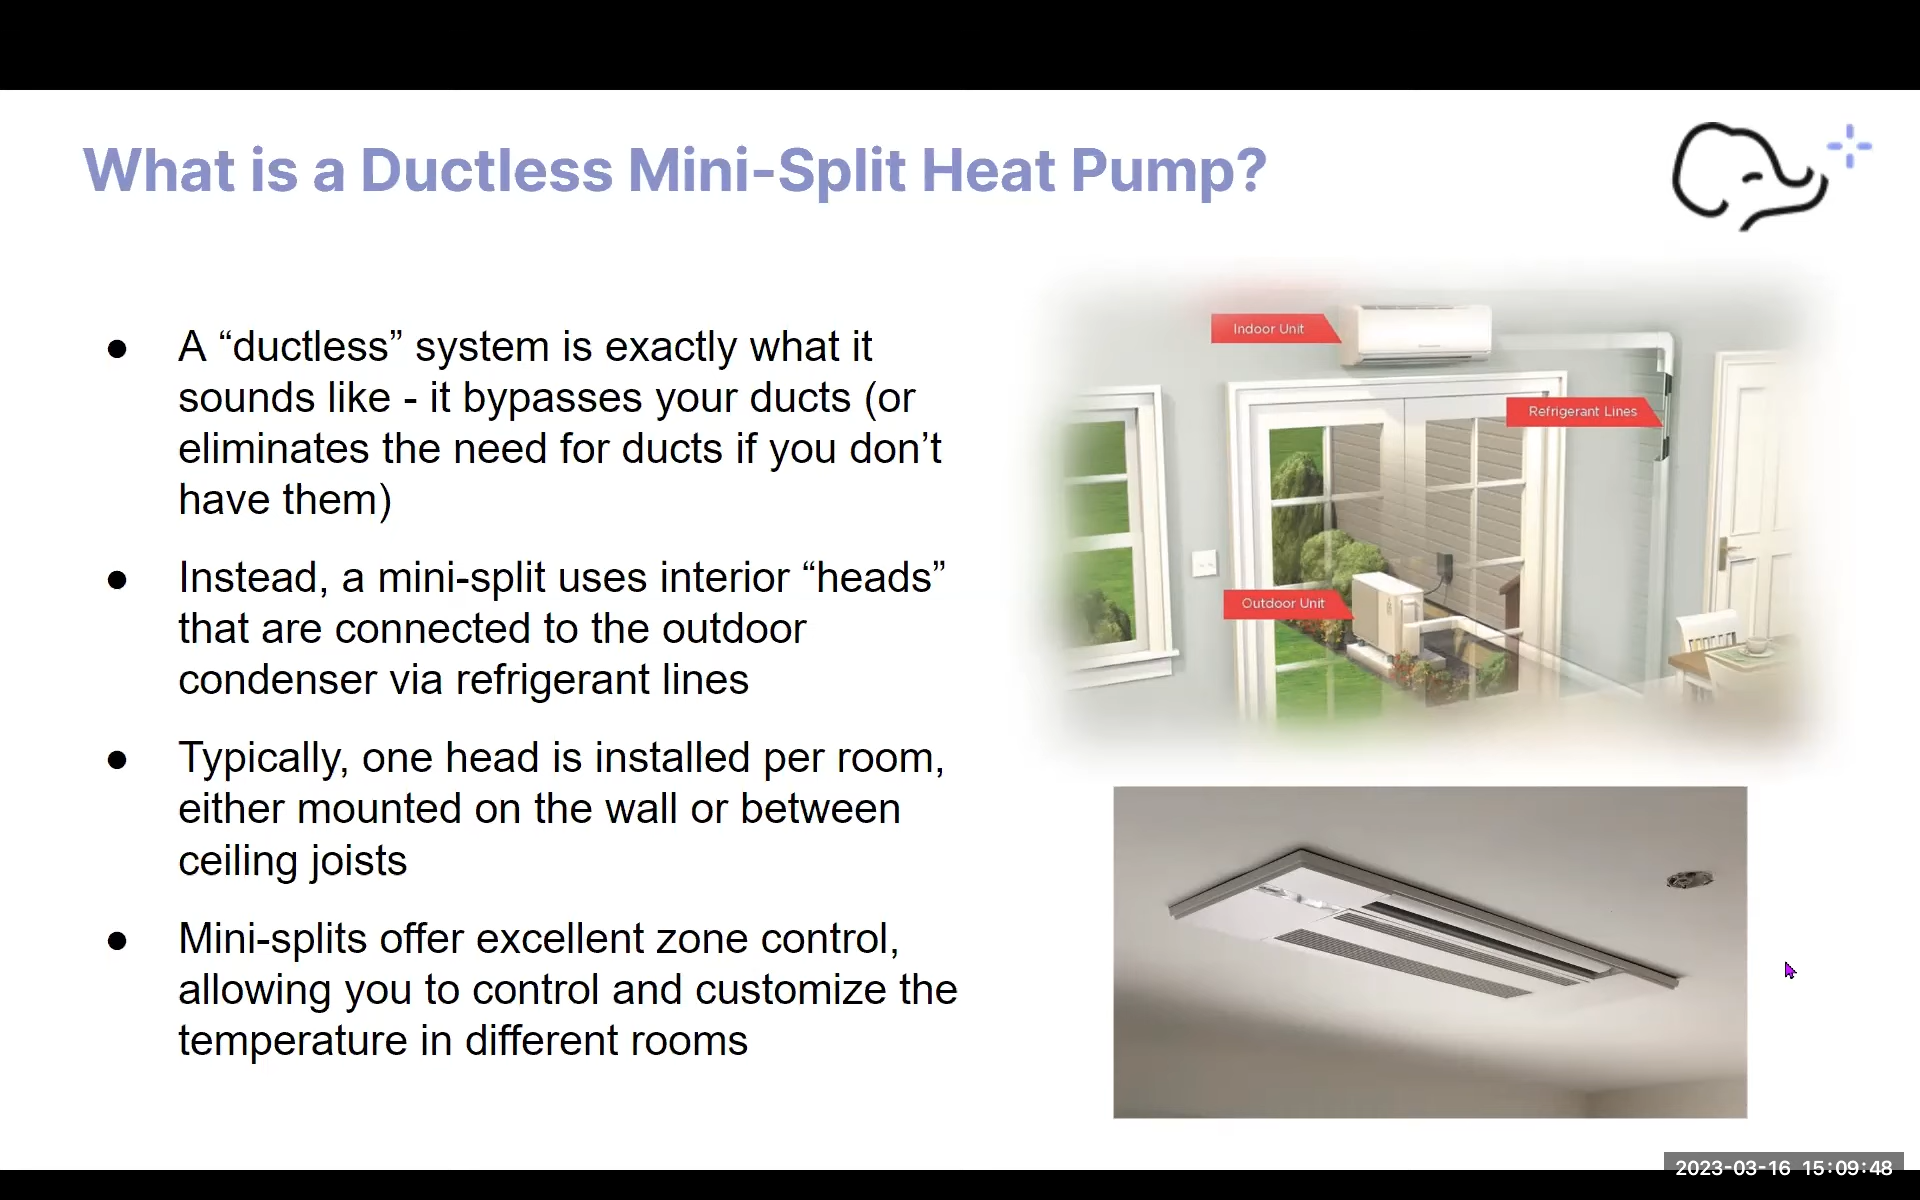 What is a Ductless Mini-Split Heat Pump?
● A “ductless” system is exactly what it
sounds like - it bypasses your ducts (or
eliminates the need for ducts if you don’t
have them)
● Instead, a mini-split uses interior “heads”
that are connected to the outdoor
condenser via refrigerant lines
● Typically, one head is installed per room,
either mounted on the wall or between
ceiling joists
● Mini-splits offer excellent zone control,
allowing you to control and customize the
temperature in different rooms
Indoor Unit
Refrigerant Lines
Outdoor Unit
2023-03-16 15:09:48